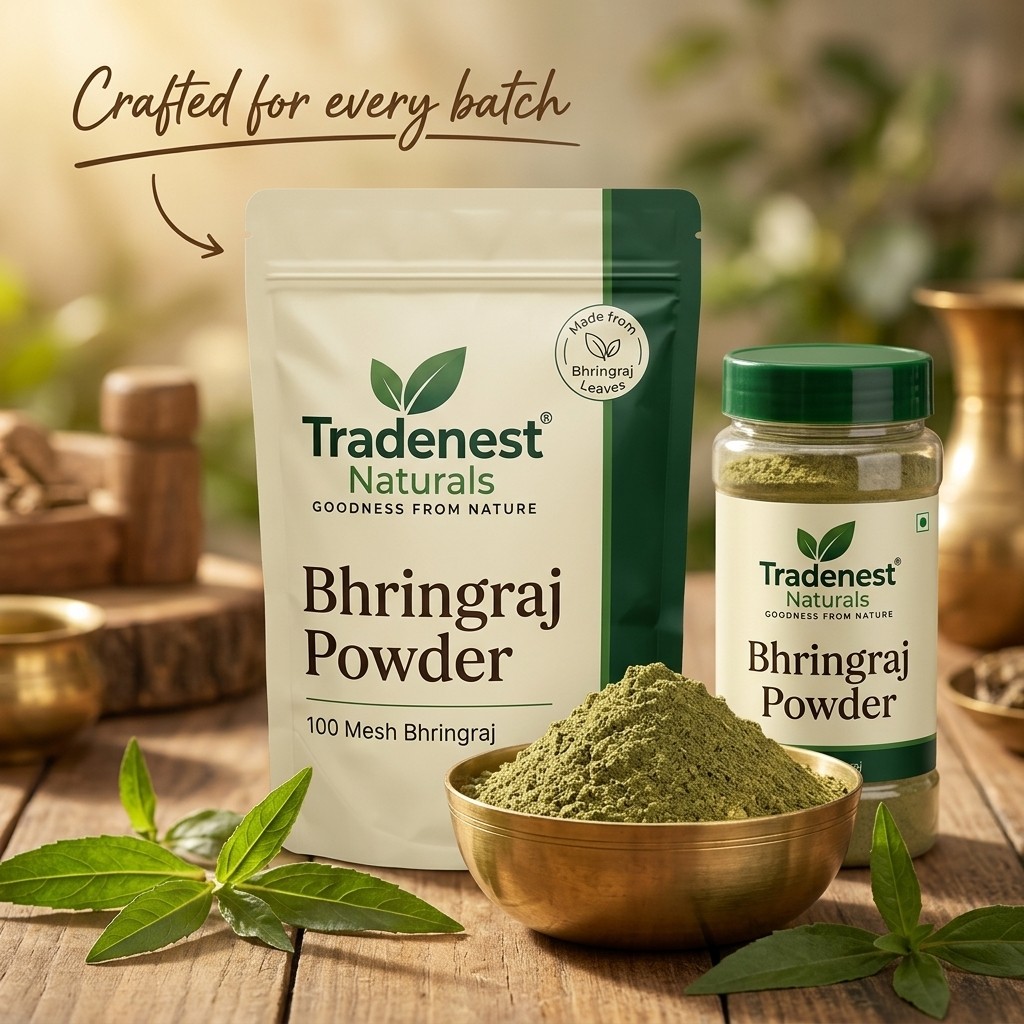 Crafted for every batch
Made from
Bhringraj
Leaves
Tradenest®
Naturals
GOODNESS FROM NATURE
Bhringraj
Powder
100 Mesh Bhringraj
Tradenest®
Naturals
GOODNESS FROM NATURE
Bhringraj
Powder